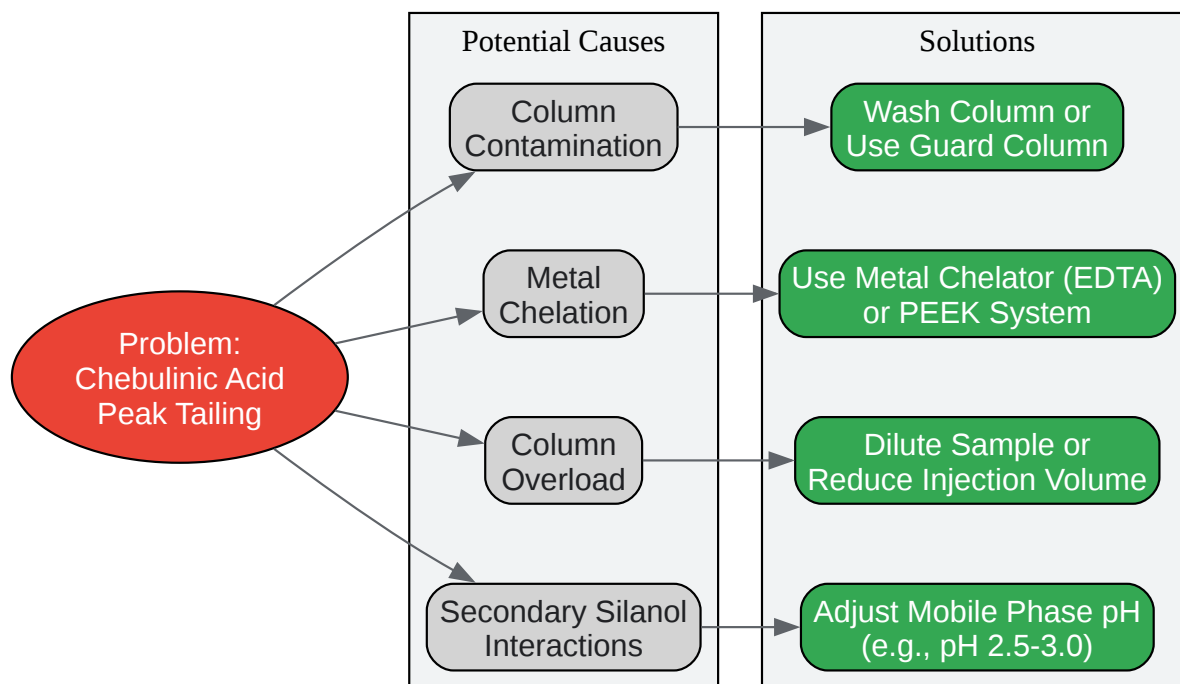 Potential Causes
Solutions
Column
Contamination
Wash Column or
Use Guard Column
Metal
Chelation
Use Metal Chelator (EDTA)
or PEEK System
Problem:
Chebulinic Acid
Peak Tailing
Column
Overload
Dilute Sample or
Reduce Injection Volume
Secondary Silanol
Interactions
Adjust Mobile Phase pH
(e.g., pH 2.5-3.0)